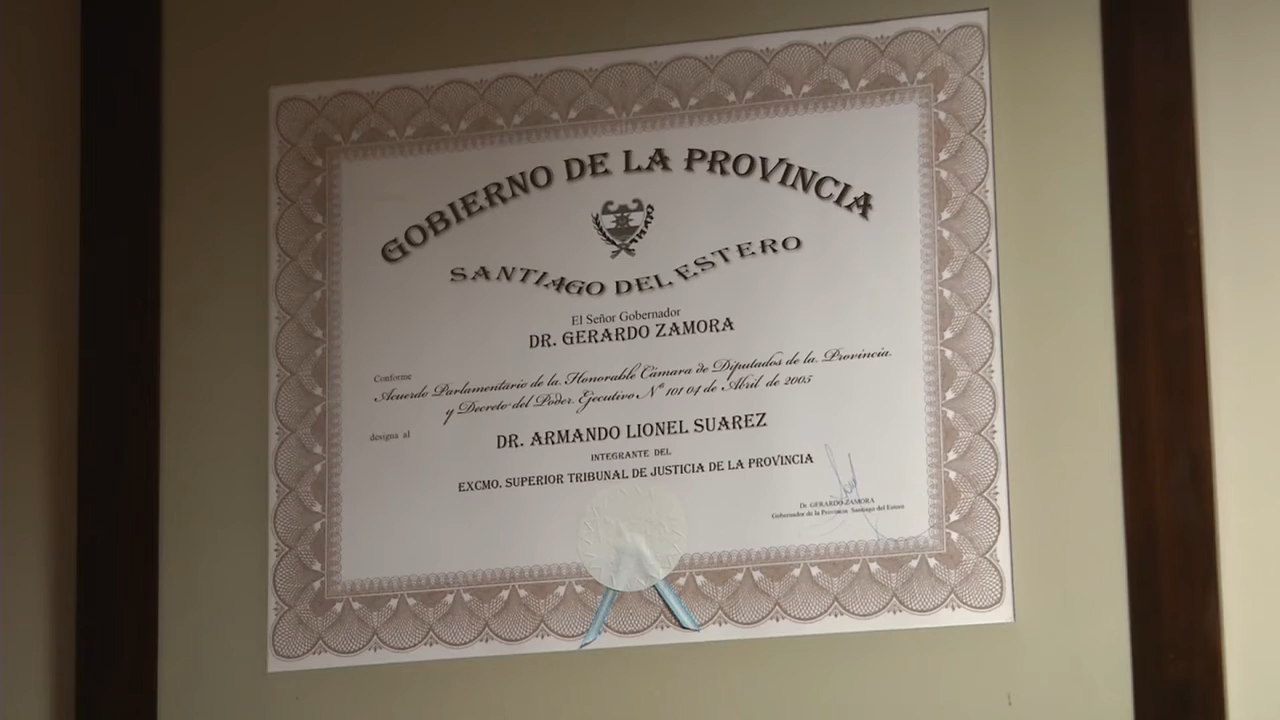 GOBIERNO DE LA PROVINCIA
SANTIAGO DEL ESTERO
El Señor Gobernador
DR. GERARDO ZAMORA
Conforme
Acuerdo Parlamentario de la Honorable Cámara de Diputados de la Provincia
y Decreto del Poder Ejecutivo Nª 101 04 de Abril de 2005
designa al
DR. ARMANDO LIONEL SUAREZ
INTEGRANTE DEL
EXCMO. SUPERIOR TRIBUNAL DE JUSTICIA DE LA PROVINCIA
Dr. GERARDO ZAMORA
Gobernador de la Provincia Santiago del Estero